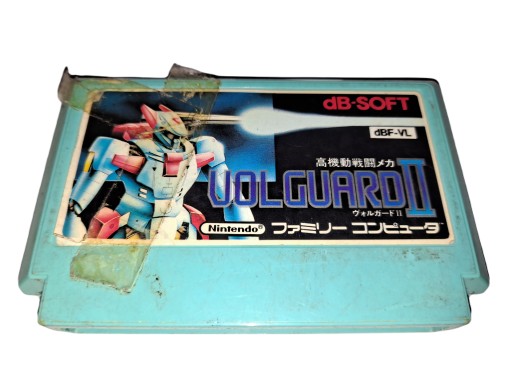 dB-SOFT
dBF-VL
高機動戦闘メカ
VOLGUARD II
ヴォルガードII
Nintendo® ファミリー コンピュータ